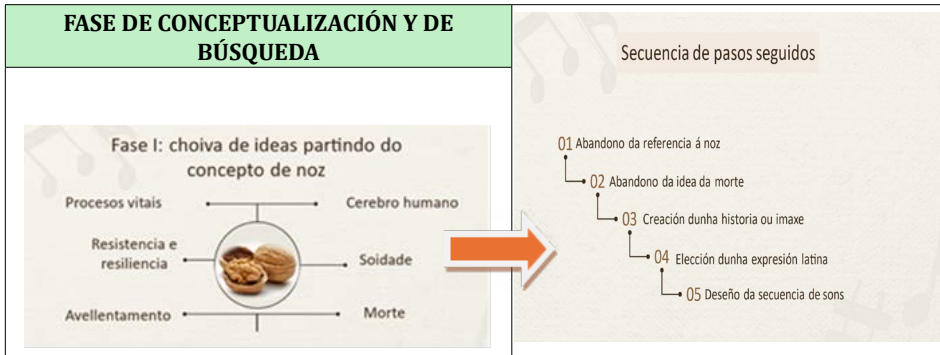 FASE DE CONCEPTUALIZACIÓN Y DE
BÚSQUEDA
Fase I: choiva de ideas partindo do
concepto de noz
Procesos vitais
Cerebro humano
Resistencia e
resiliencia
Soidade
Avellentamento
Morte
Secuencia de pasos seguidos
01 Abandono da referencia á noz
02 Abandono da idea da morte
03 Creación dunha historia ou imaxe
04 Elección dunha expresión latina
05 Deseño da secuencia de sons